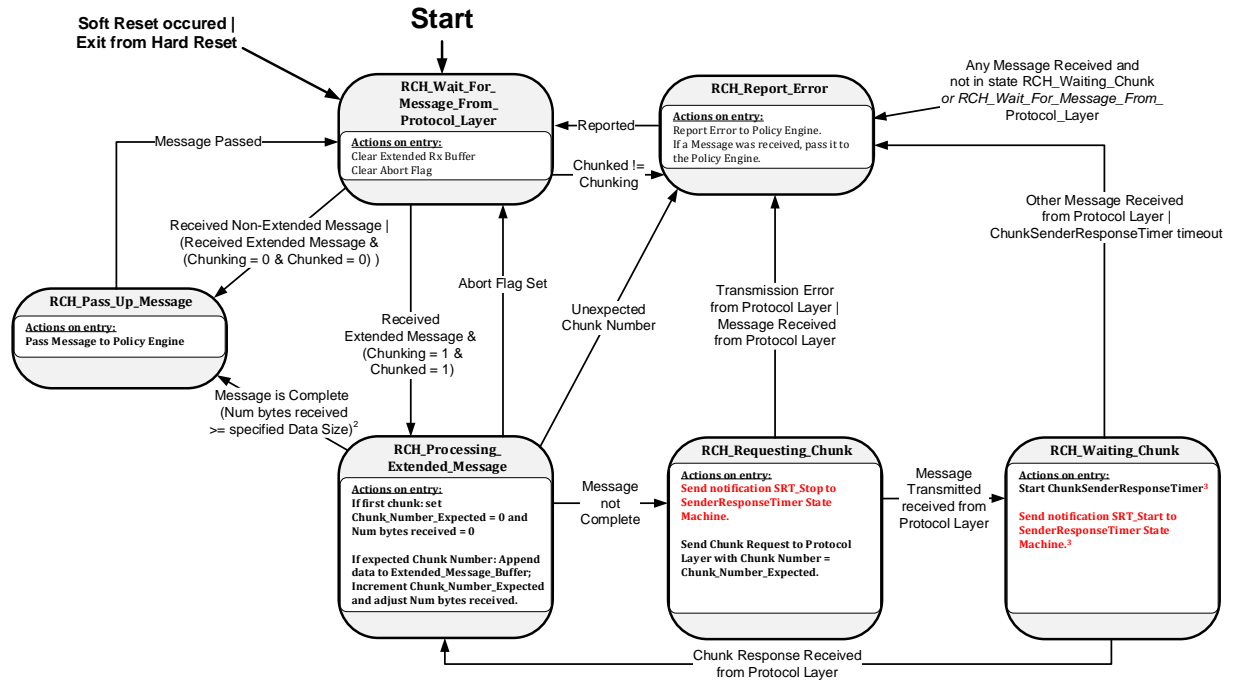 Start
Soft Reset occured |
Exit from Hard Reset
RCH_Wait_For_
Message_From_
Protocol_Layer
Actions on entry:
Clear Extended Rx Buffer
Clear Abort Flag
RCH_Report_Error
Actions on entry:
Report Error to Policy Engine.
If a Message was received, pass it to
the Policy Engine.
Any Message Received and
not in state RCH_Waiting_Chunk
or RCH_Wait_For_Message_From_
Protocol_Layer
Reported
Chunked !=
Chunking
Message Passed
Received Non-Extended Message |
(Received Extended Message &
(Chunking = 0 & Chunked = 0) )
Other Message Received
from Protocol Layer |
ChunkSenderResponseTimer timeout
RCH_Pass_Up_Message
Actions on entry:
Pass Message to Policy Engine
Abort Flag Set
Received
Extended Message &
(Chunking = 1 &
Chunked = 1)
Unexpected
Chunk Number
Transmission Error
from Protocol Layer |
Message Received
from Protocol Layer
Message is Complete
(Num bytes received
>= specified Data Size)2
RCH_Processing_
Extended_Message
Actions on entry:
If first chunk: set
Chunk_Number_Expected = 0 and
Num bytes received = 0
If expected Chunk Number: Append
data to Extended_Message_Buffer;
Increment Chunk_Number_Expected
and adjust Num bytes received.
Message
not
Complete
RCH_Requesting_Chunk
Actions on entry:
Send notification SRT_Stop to
SenderResponseTimer State
Machine.
Send Chunk Request to Protocol
Layer with Chunk Number =
Chunk_Number_Expected.
Message
Transmitted
received from
Protocol Layer
RCH_Waiting_Chunk
Actions on entry:
Start ChunkSenderResponseTimer3
Send notification SRT_Start to
SenderResponseTimer State
Machine.3
Chunk Response Received
from Protocol Layer